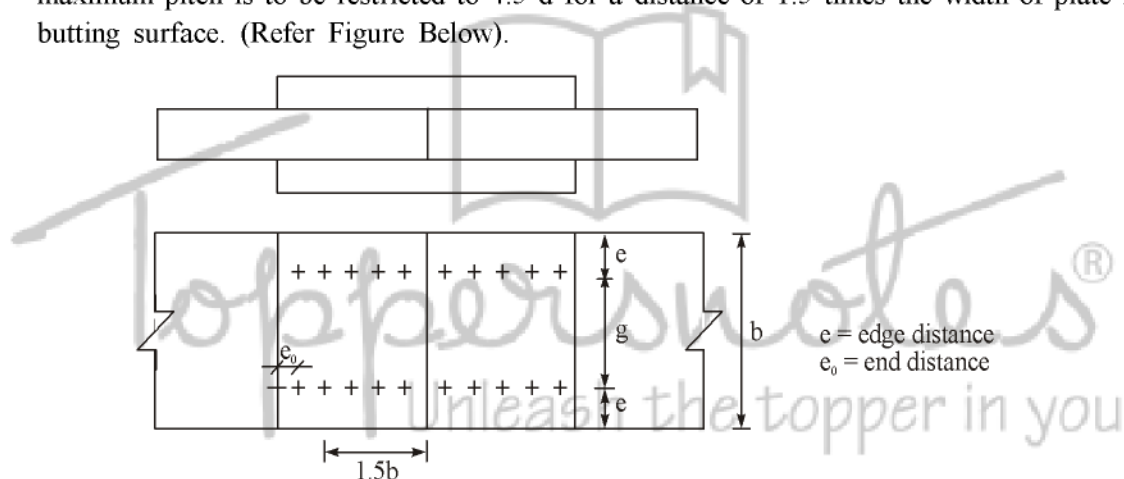 maximum pitch is to be restricted to 4.5 d for a distance of 1.5 times the width of plate
butting surface. (Refer Figure Below).
e
g
b
e = edge distance
e₀ = end distance
e₀
e
1.5b
Toppersnotes®
Unleash the topper in you